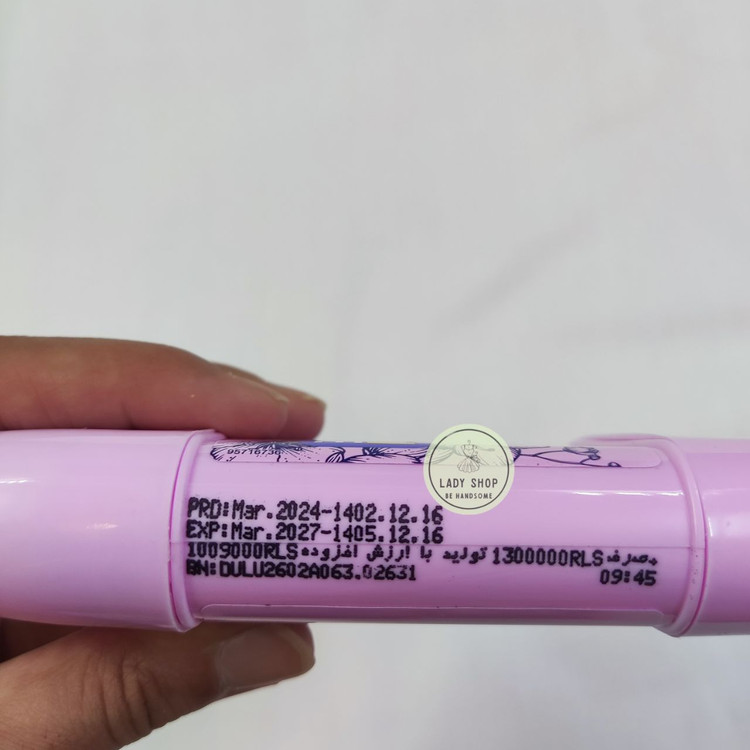 95716736
LADY SHOP
BE HANDSOME
PRD:Mar.2024-1402.12.16
EXP:Mar.2027-1405.12.16
1009000RLS تولید با ارزش افزوده 1300000RLS مصرف
BN:DULU2602A063.02631 09:45